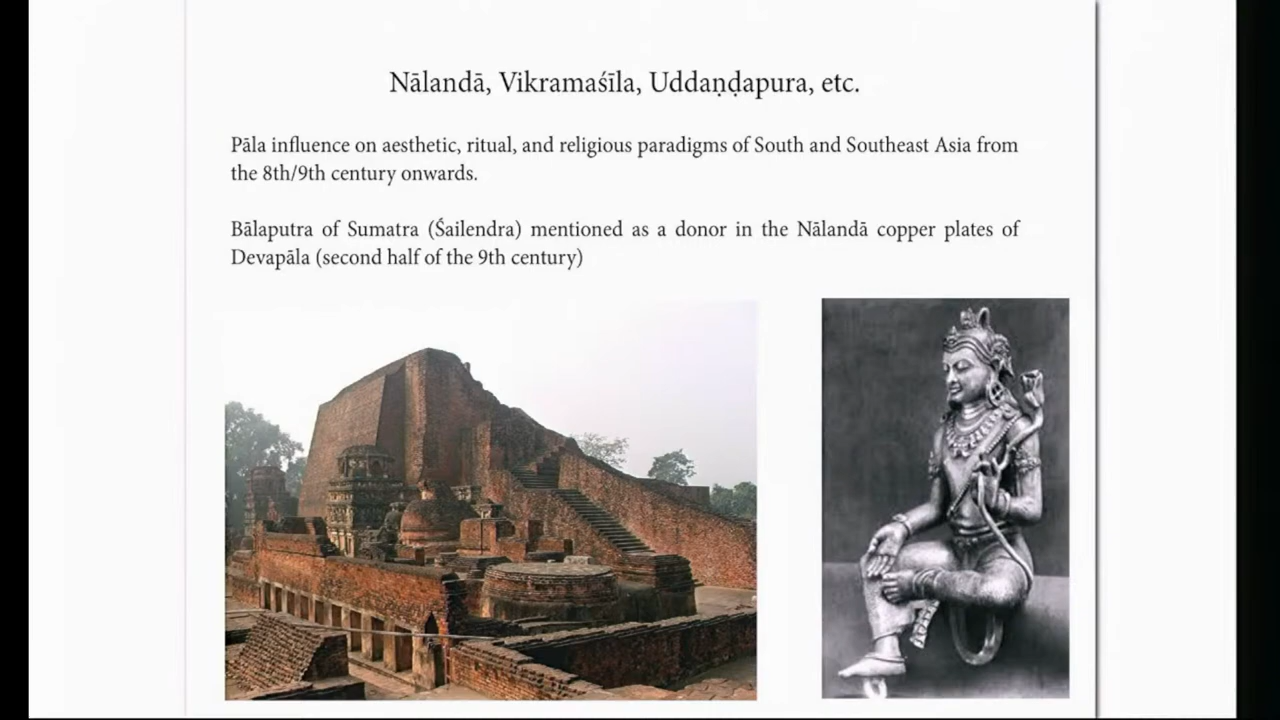 Nālandā, Vikramaśīla, Uddaṇḍapura, etc.
Pāla influence on aesthetic, ritual, and religious paradigms of South and Southeast Asia from
the 8th/9th century onwards.
Bālaputra of Sumatra (Śailendra) mentioned as a donor in the Nālandā copper plates of
Devapāla (second half of the 9th century)